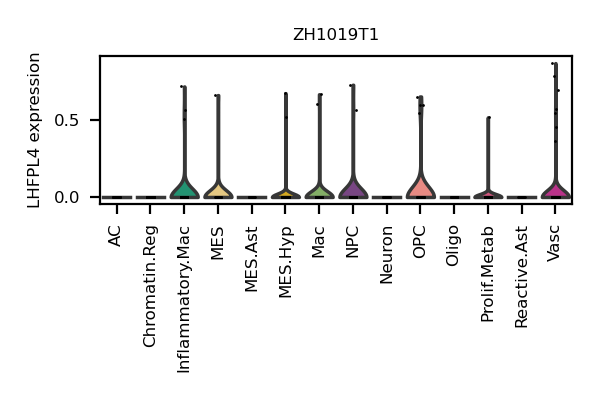 ZH1019T1
LHFPL4 expression
0.5
0.0
AC
Chromatin.Reg
Inflammatory.Mac
MES
MES.Ast
MES.Hyp
Mac
NPC
Neuron
OPC
Oligo
Prolif.Metab
Reactive.Ast
Vasc